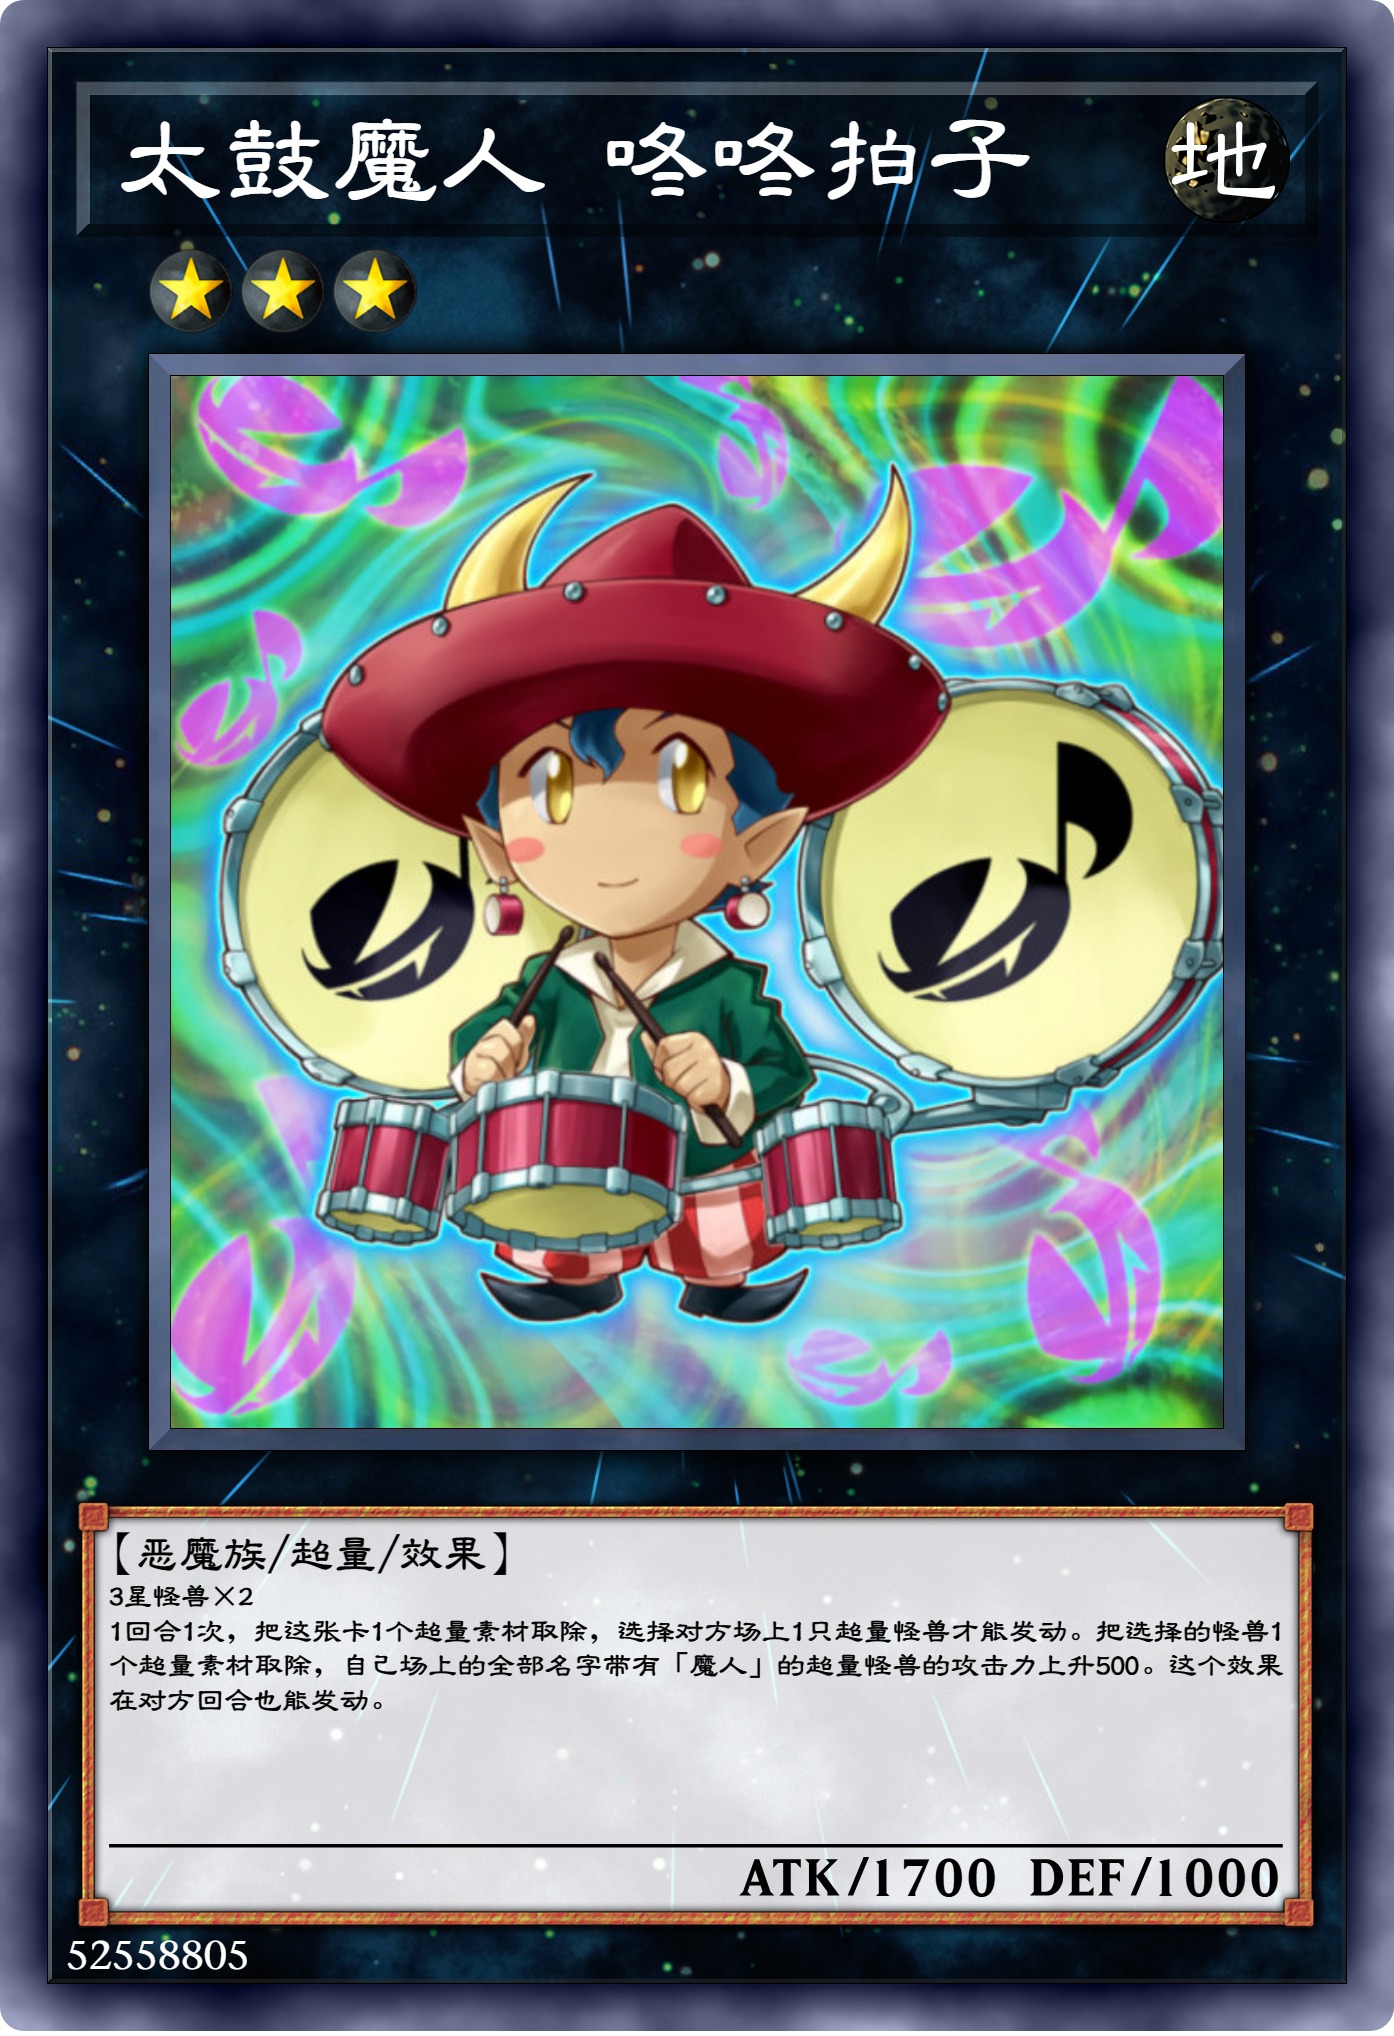 太鼓魔人 咚咚拍子
地
【恶魔族/超量/效果】
3星怪兽×2
1回合1次，把这张卡1个超量素材取除，选择对方场上1只超量怪兽才能发动。把选择的怪兽1
个超量素材取除，自己场上的全部名字带有「魔人」的超量怪兽的攻击力上升500。这个效果
在对方回合也能发动。
ATK/1700 DEF/1000
52558805